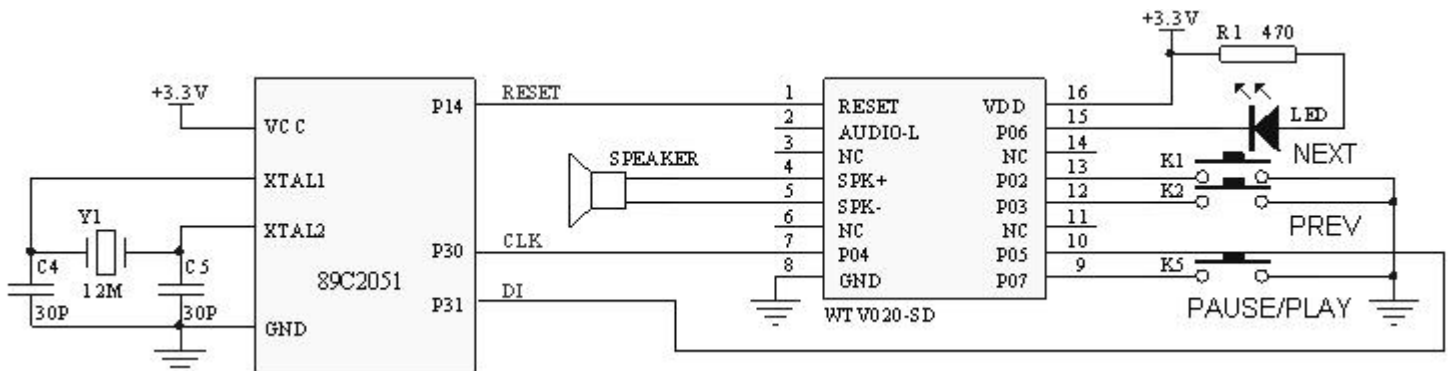 +3.3V
R1 470
+3.3V
P14
RESET
1
RESET
VDD
16
VCC
2
AUDIO-L
P06
15
LED
3
NC
NC
14
NEXT
SPEAKER
4
SPK+
P02
13
K1
XTAL1
5
SPK-
P03
12
K2
Y1
XTAL2
6
NC
NC
11
PREV
P30
CLK
7
P04
P05
10
C4
C5
12M
89C2051
8
GND
P07
9
K5
30P
30P
P31
DI
GND
WTV020-SD
PAUSE/PLAY